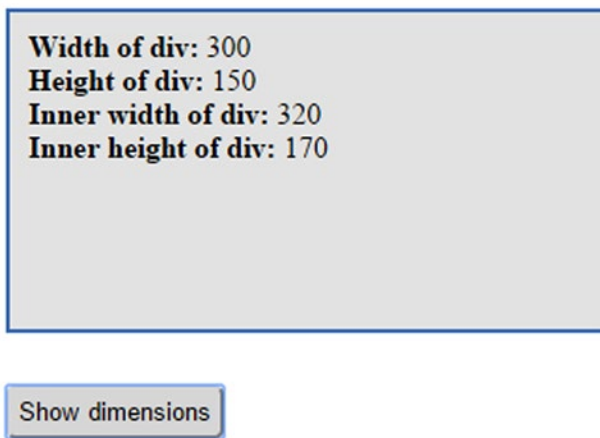 Width of div: 300
Height of div: 150
Inner width of div: 320
Inner height of div: 170
Show dimensions